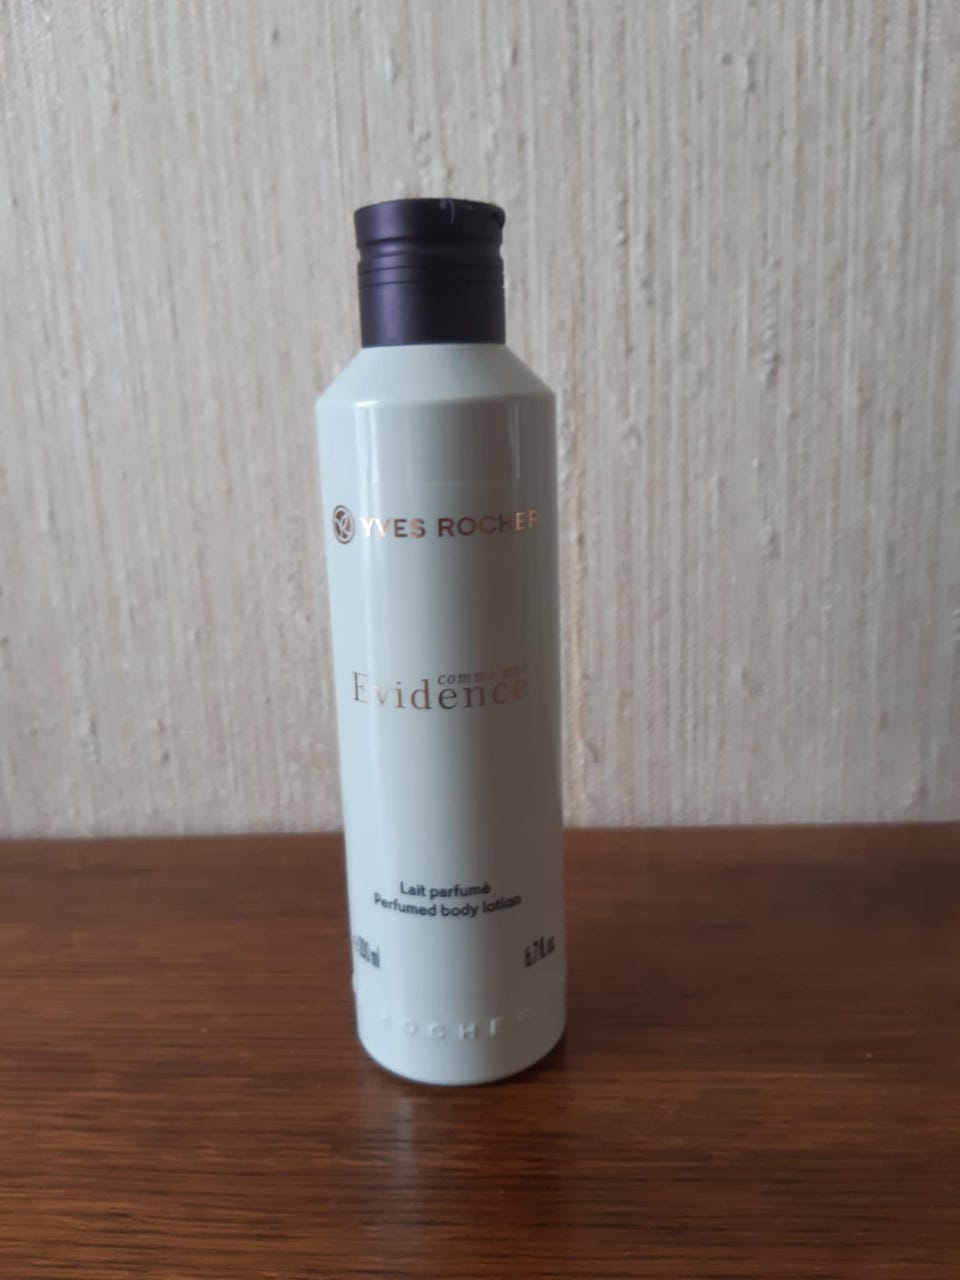 YVES ROCHER
comme une
Evidence
Lait parfumé
Perfumed body lotion
200 ml
6.7 fl. oz.
ROCHER